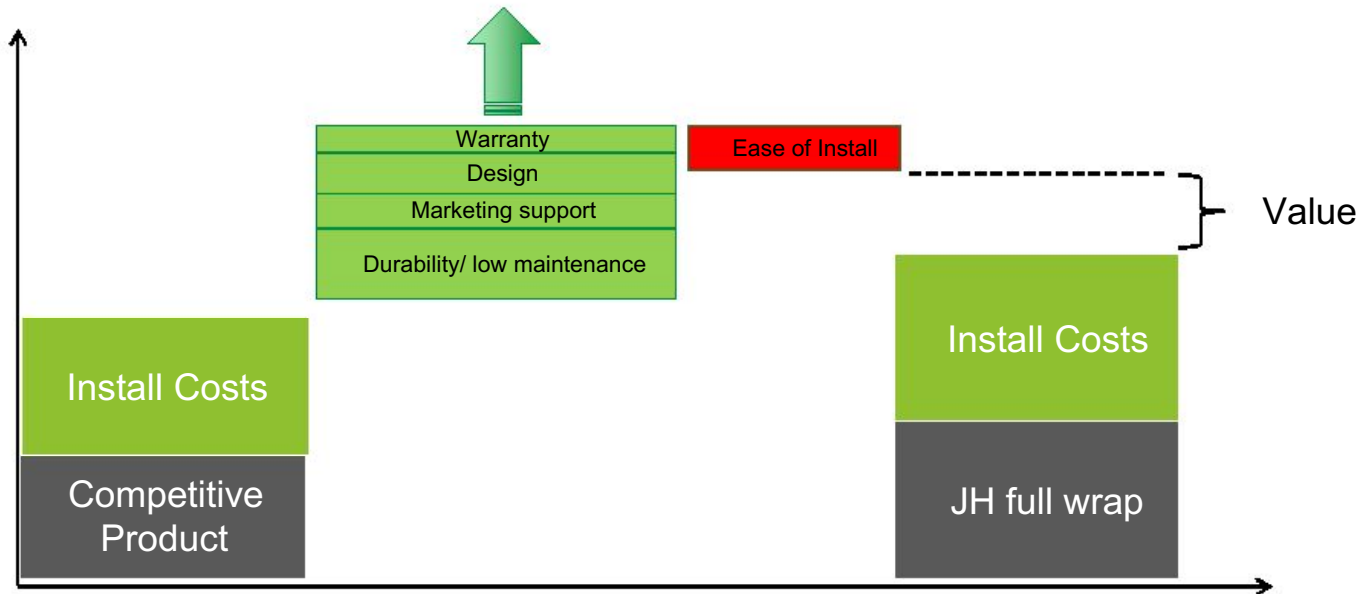 Warranty
Design
Marketing support
Durability/ low maintenance
Ease of Install
Value
Install Costs
Competitive
Product
Install Costs
JH full wrap